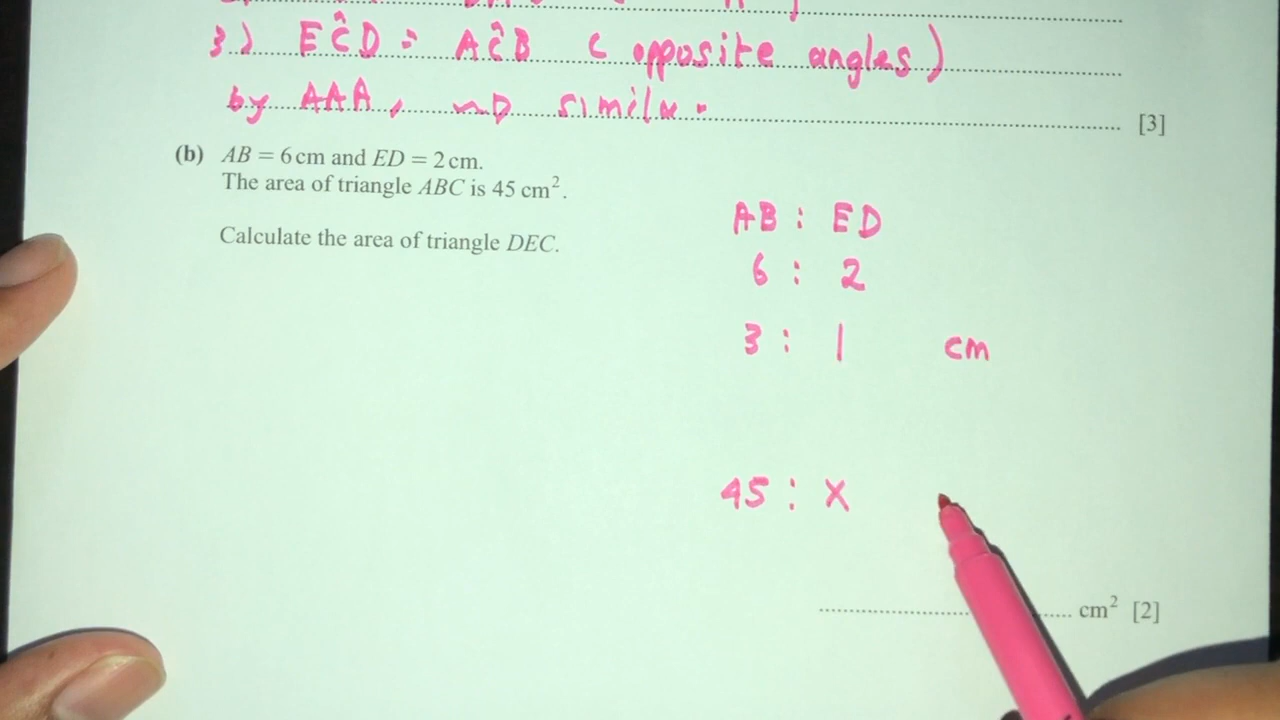 3) EĈD = AĈB (opposite angles)
by AAA, similar.
[3]
(b) AB = 6 cm and ED = 2 cm.
The area of triangle ABC is 45 cm².
Calculate the area of triangle DEC.
AB : ED
6 : 2
3 : 1 cm
45 : X
cm² [2]